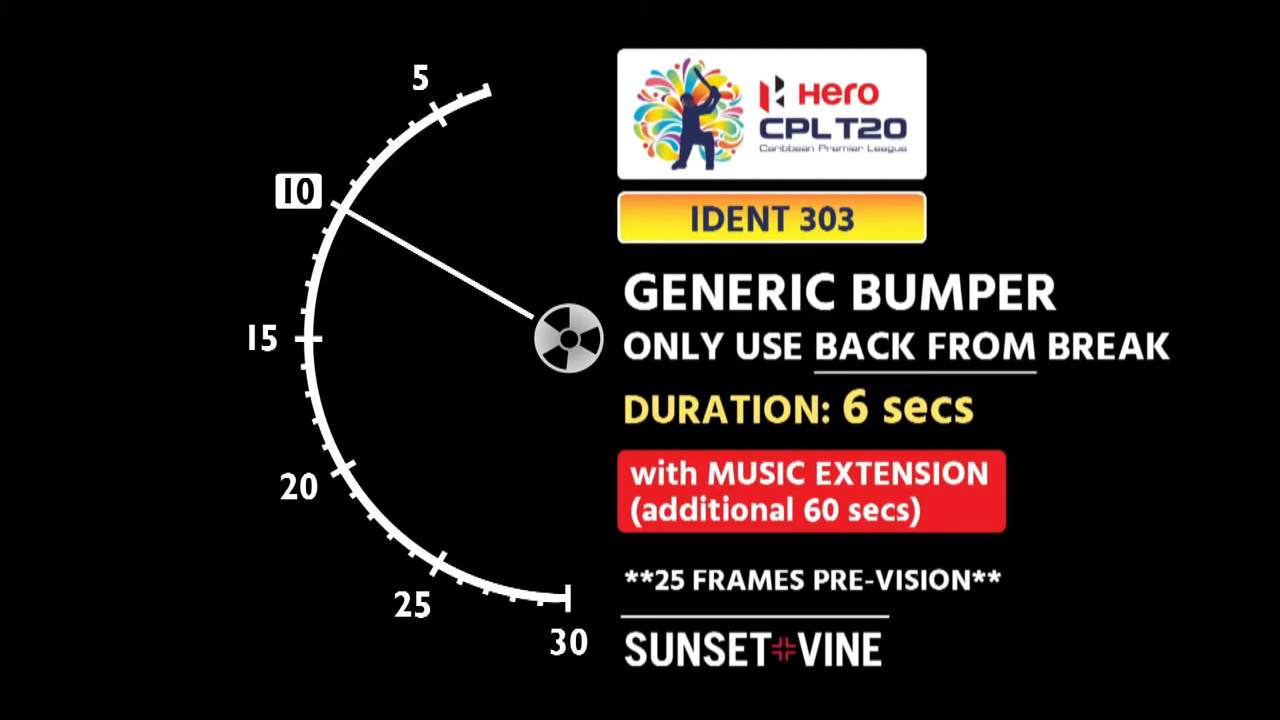 5
10
15
20
25
30
Hero
CPL T20
Caribbean Premier League
IDENT 303
GENERIC BUMPER
ONLY USE BACK FROM BREAK
DURATION: 6 secs
with MUSIC EXTENSION
(additional 60 secs)
**25 FRAMES PRE-VISION**
SUNSET+VINE